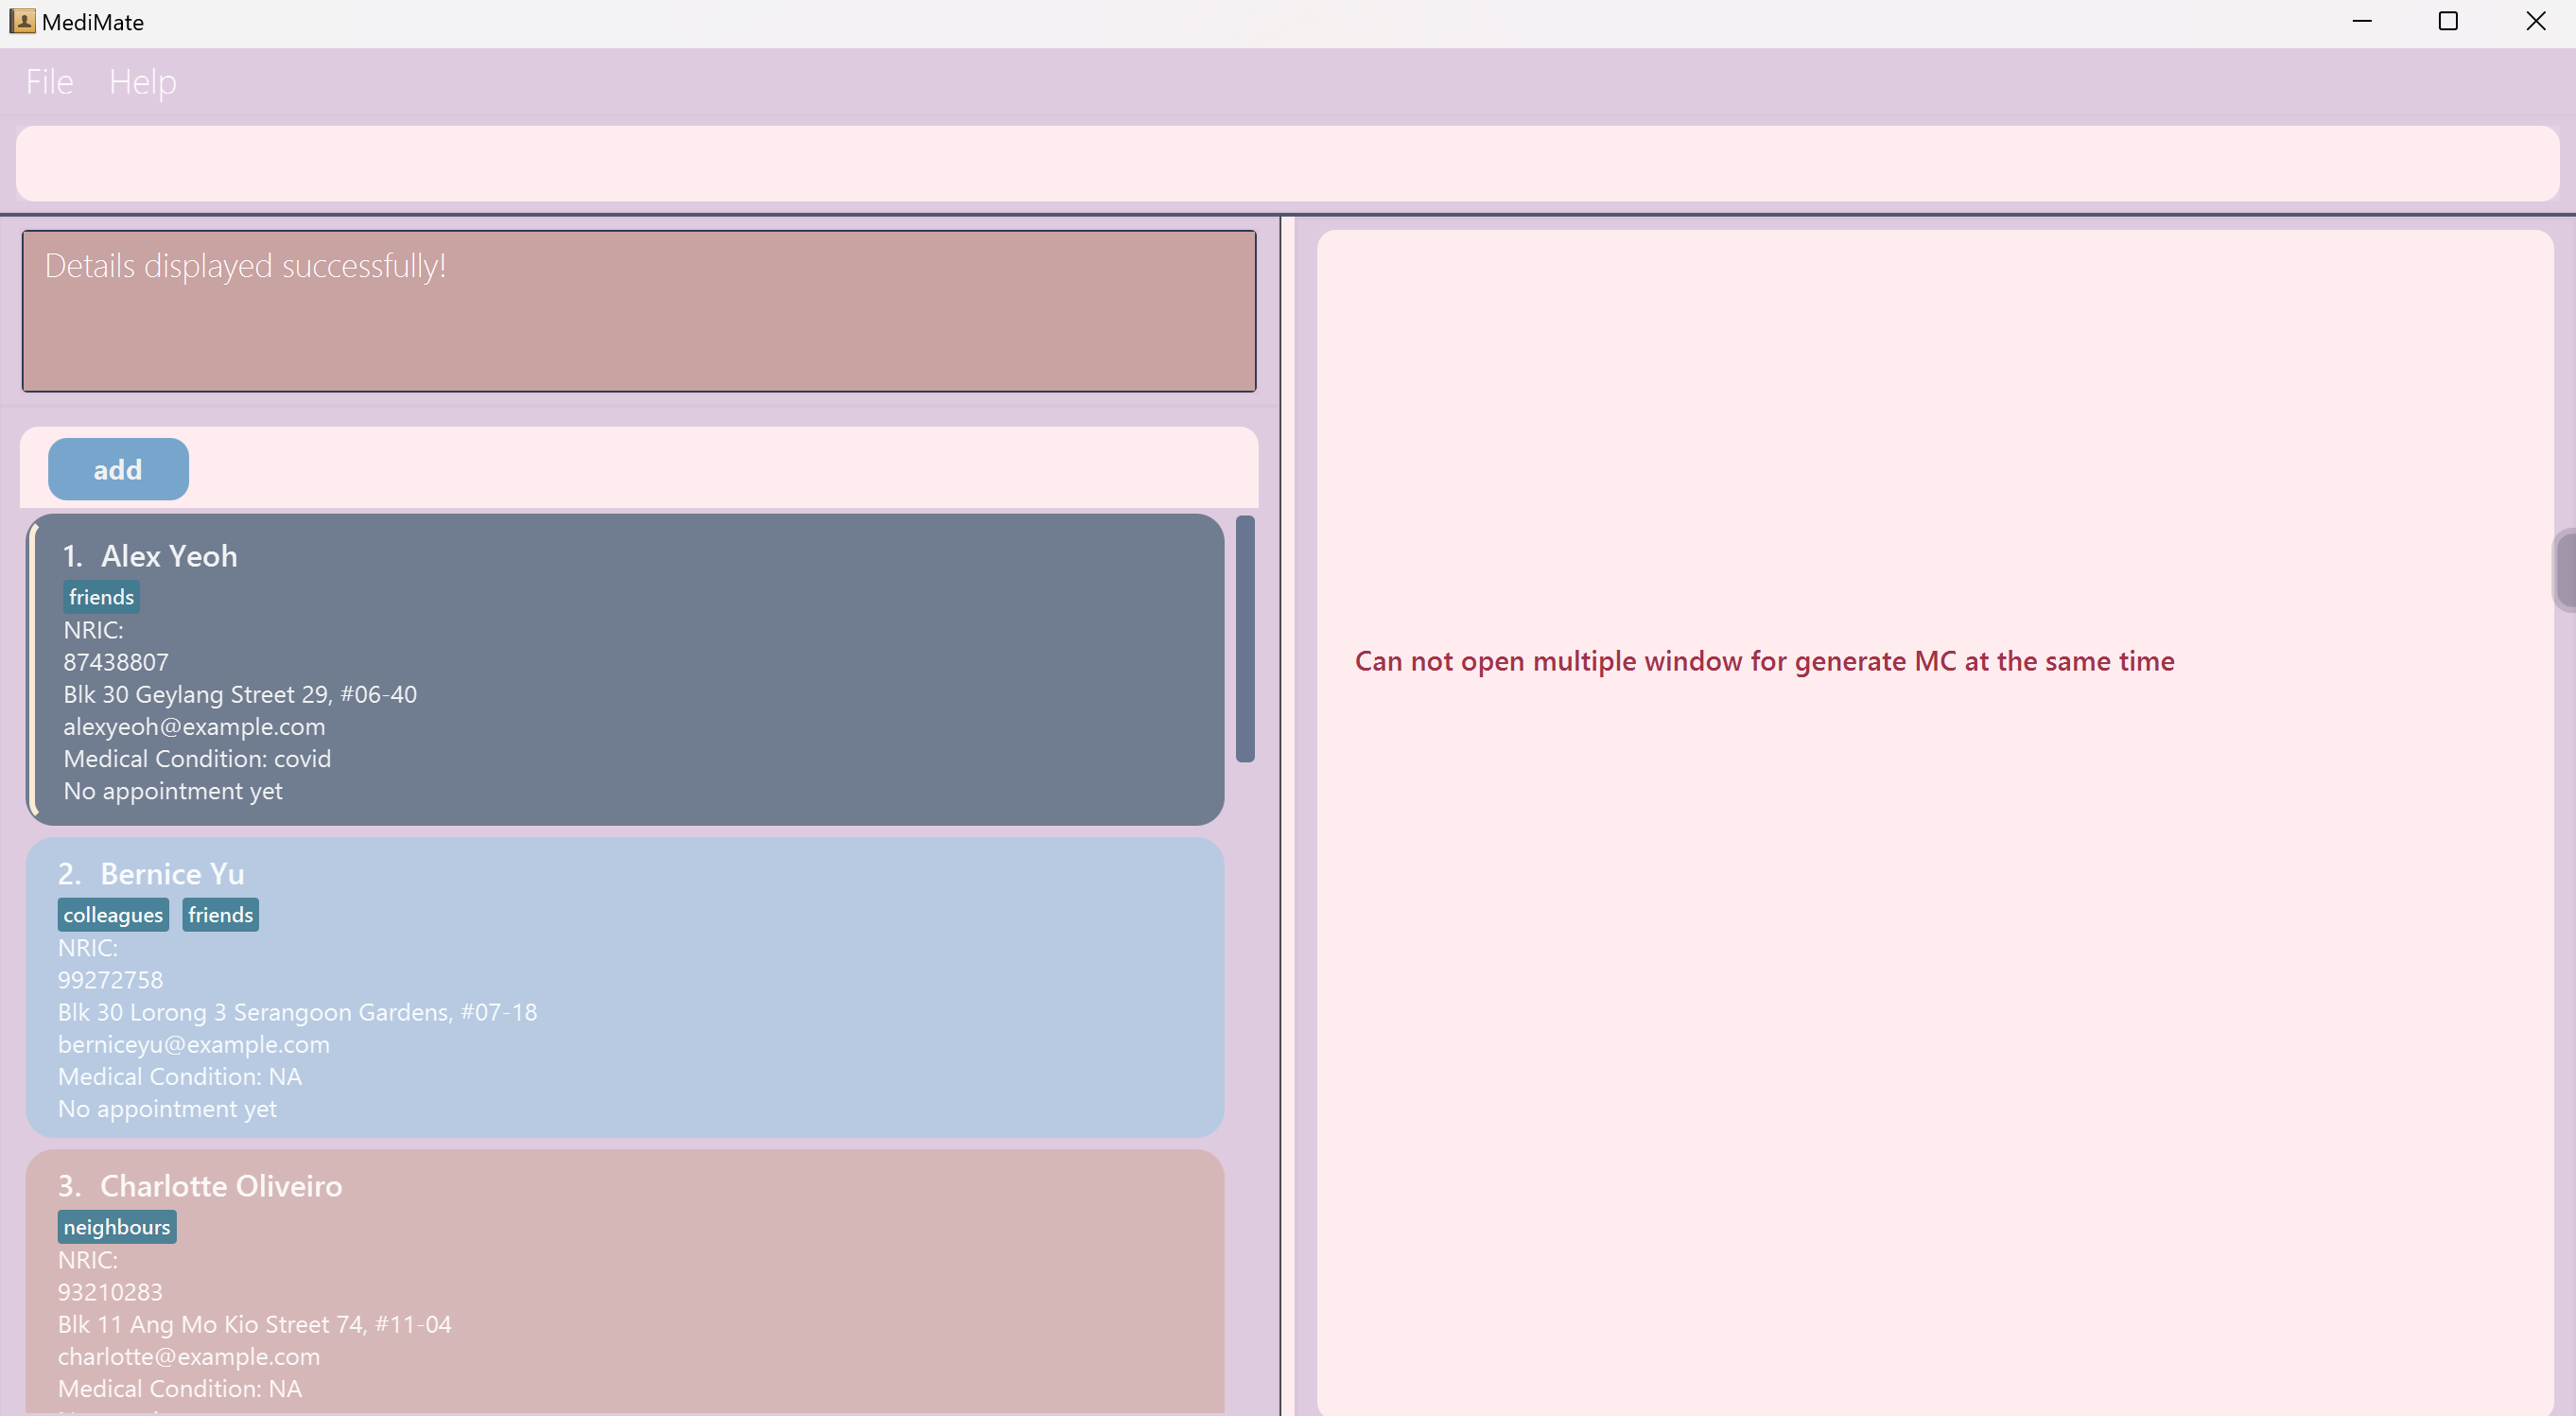 MediMate
File Help
Details displayed successfully!
add
1. Alex Yeoh
friends
NRIC:
87438807
Blk 30 Geylang Street 29, #06-40
alexyeoh@example.com
Medical Condition: covid
No appointment yet
2. Bernice Yu
colleagues friends
NRIC:
99272758
Blk 30 Lorong 3 Serangoon Gardens, #07-18
berniceyu@example.com
Medical Condition: NA
No appointment yet
3. Charlotte Oliveiro
neighbours
NRIC:
93210283
Blk 11 Ang Mo Kio Street 74, #11-04
charlotte@example.com
Medical Condition: NA
Can not open multiple window for generate MC at the same time